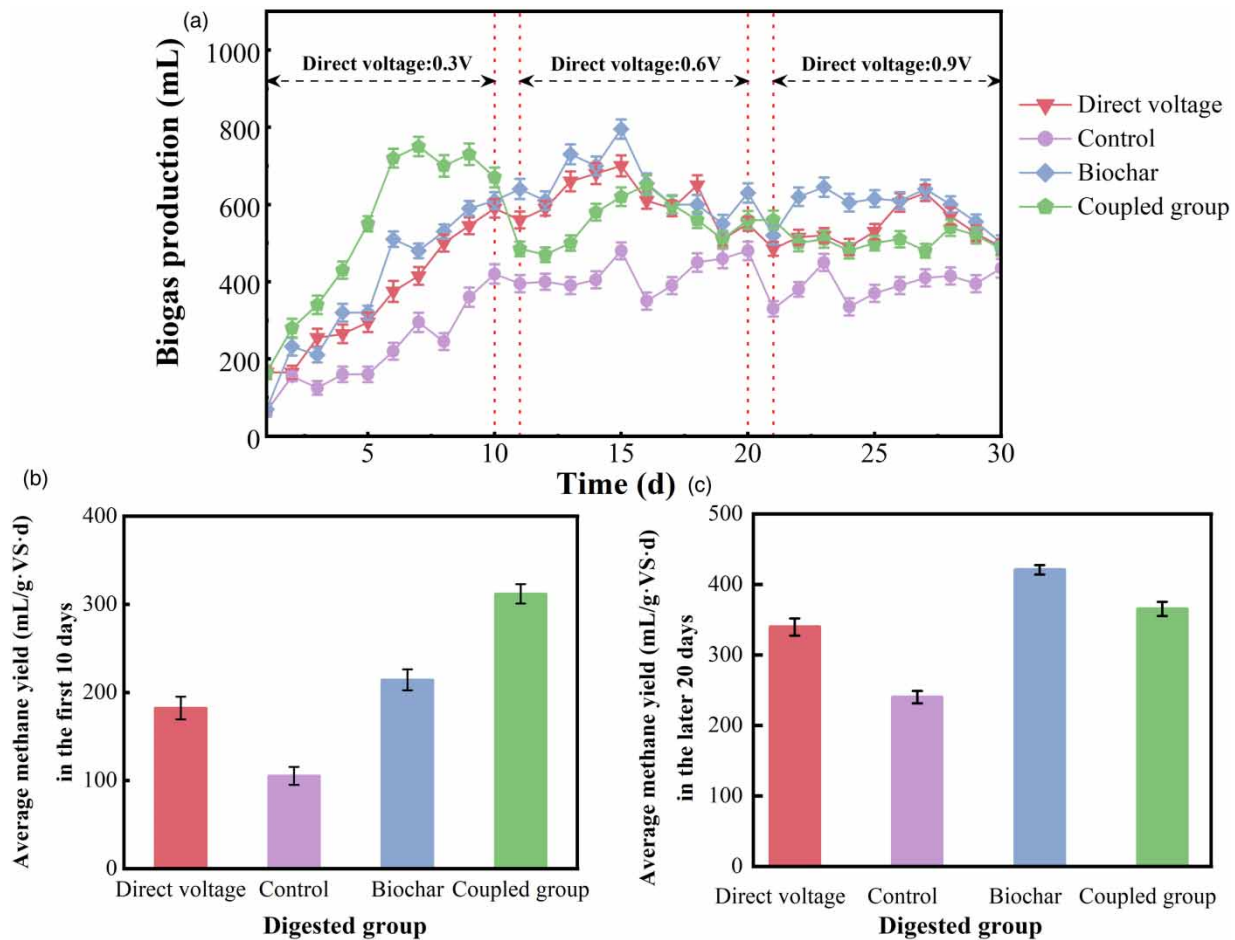 (a)
Biogas production (mL)
1000
800
600
400
200
0
Direct voltage:0.3V
Direct voltage:0.6V
Direct voltage:0.9V
5
10
15
20
25
30
Time (d)
Direct voltage
Control
Biochar
Coupled group
(b)
Average methane yield (mL/g·VS·d)
in the first 10 days
400
300
200
100
0
Direct voltage
Control
Biochar
Coupled group
Digested group
(c)
Average methane yield (mL/g·VS·d)
in the later 20 days
500
400
300
200
100
0
Direct voltage
Control
Biochar
Coupled group
Digested group